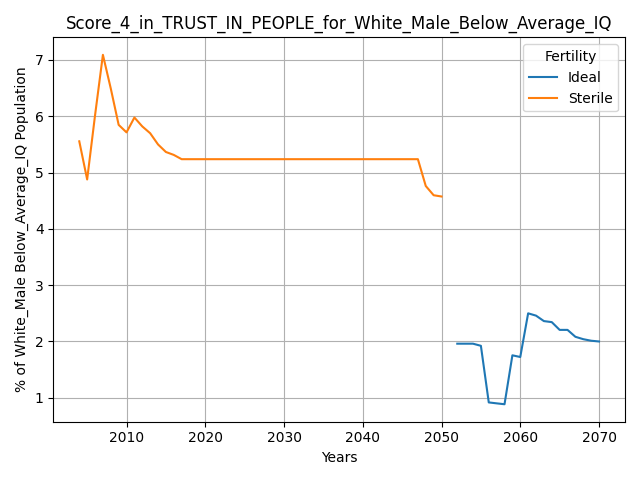 Score_4_in_TRUST_IN_PEOPLE_for_White_Male_Below_Average_IQ
% of White_Male Below_Average_IQ Population
7
6
5
4
3
2
1
Fertility
Ideal
Sterile
2010 2020 2030 2040 2050 2060 2070
Years